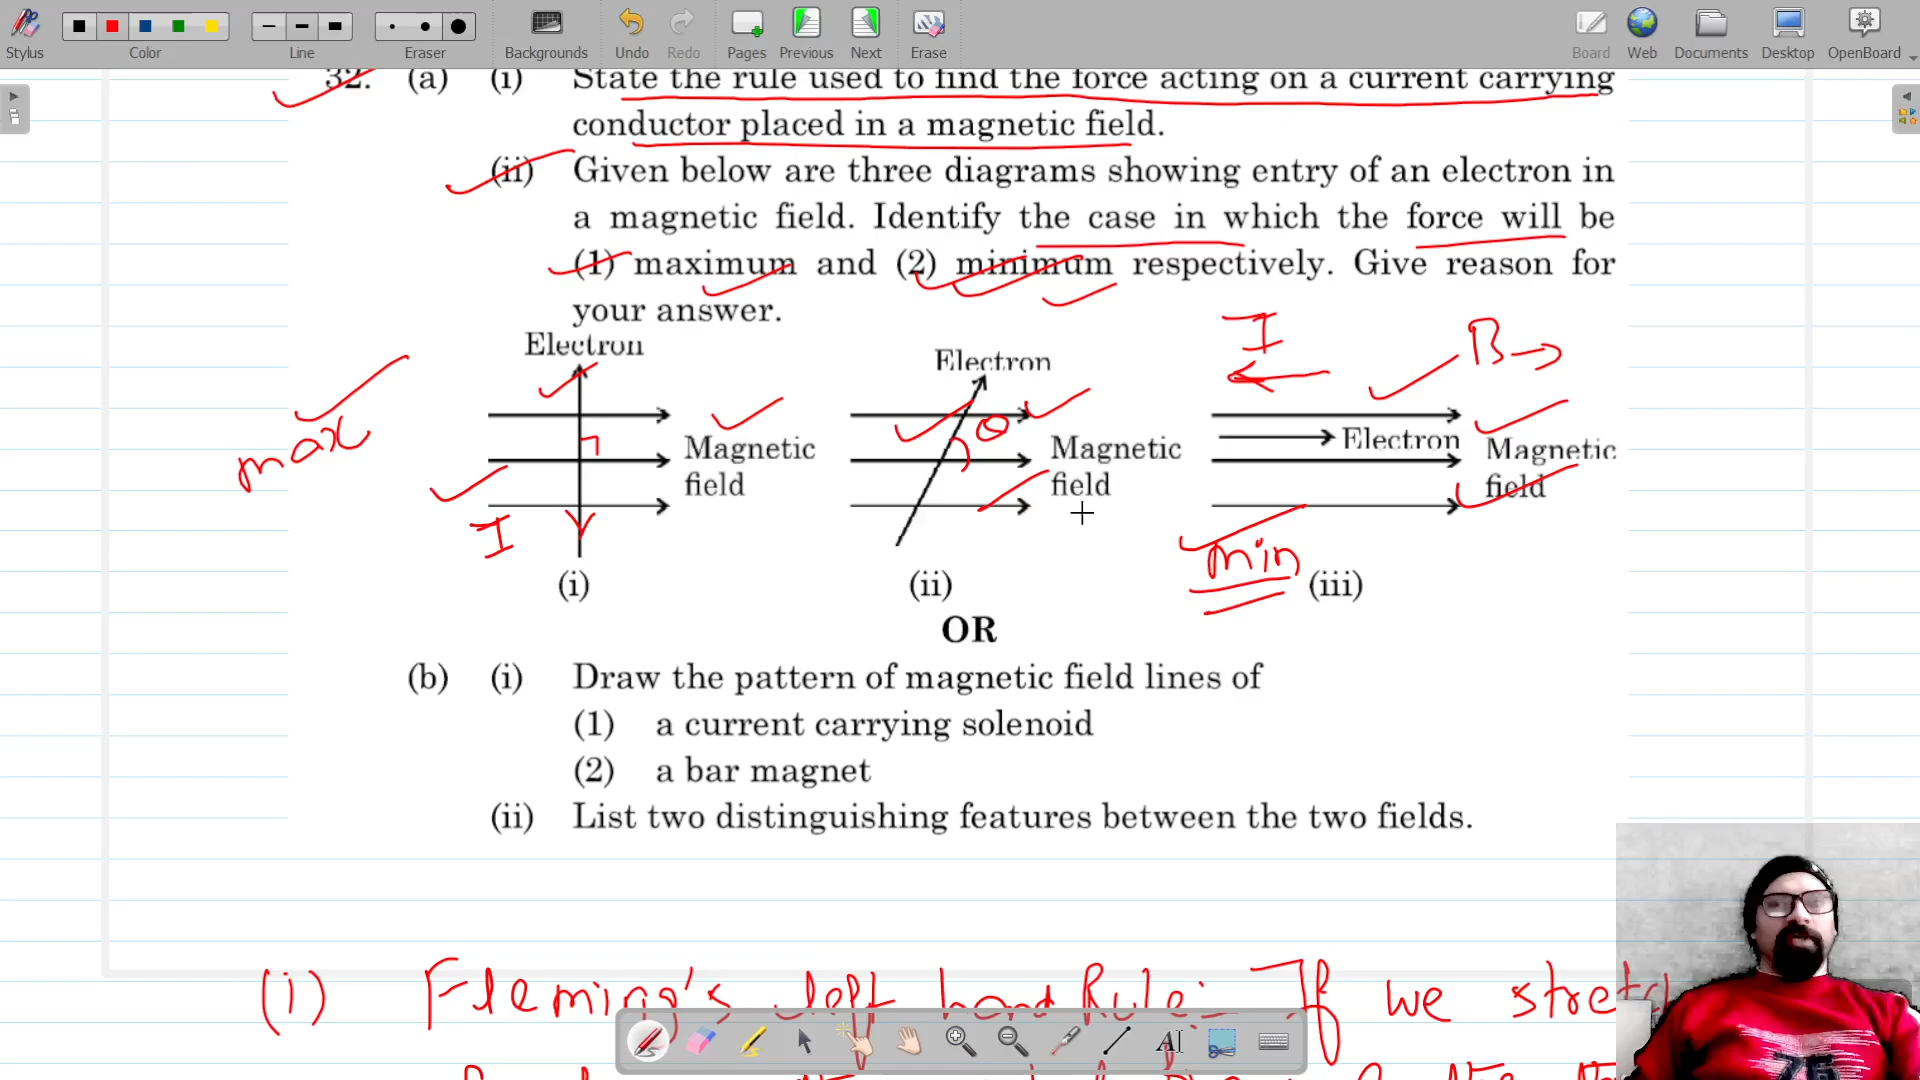 Stylus Color Line Eraser Backgrounds Undo Redo Pages Previous Next Erase Board Web Documents Desktop OpenBoard
32. (a) (i) State the rule used to find the force acting on a current carrying
conductor placed in a magnetic field.
(ii) Given below are three diagrams showing entry of an electron in
a magnetic field. Identify the case in which the force will be
(1) maximum and (2) minimum respectively. Give reason for
your answer.
Electron
Magnetic
field
max
I
(i)
Electron
θ
Magnetic
field
(ii)
I
B
Electron
Magnetic
field
min
(iii)
OR
(b) (i) Draw the pattern of magnetic field lines of
(1) a current carrying solenoid
(2) a bar magnet
(ii) List two distinguishing features between the two fields.
(i) Fleming's left hand Rule:- If we stretch